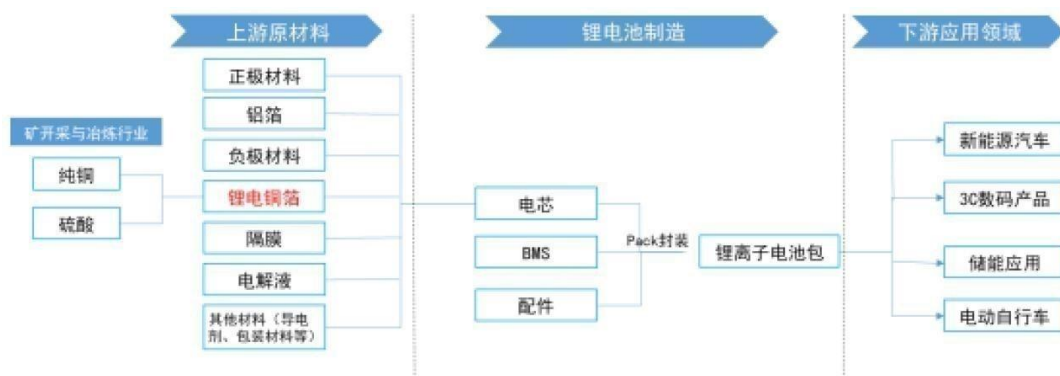 上游原材料
锂电池制造
下游应用领域
矿开采与冶炼行业
纯铜
硫酸
正极材料
铝箔
负极材料
锂电铜箔
隔膜
电解液
其他材料（导电
剂、包装材料等）
电芯
BMS
配件
Pack封装
锂离子电池包
新能源汽车
3C数码产品
储能应用
电动自行车